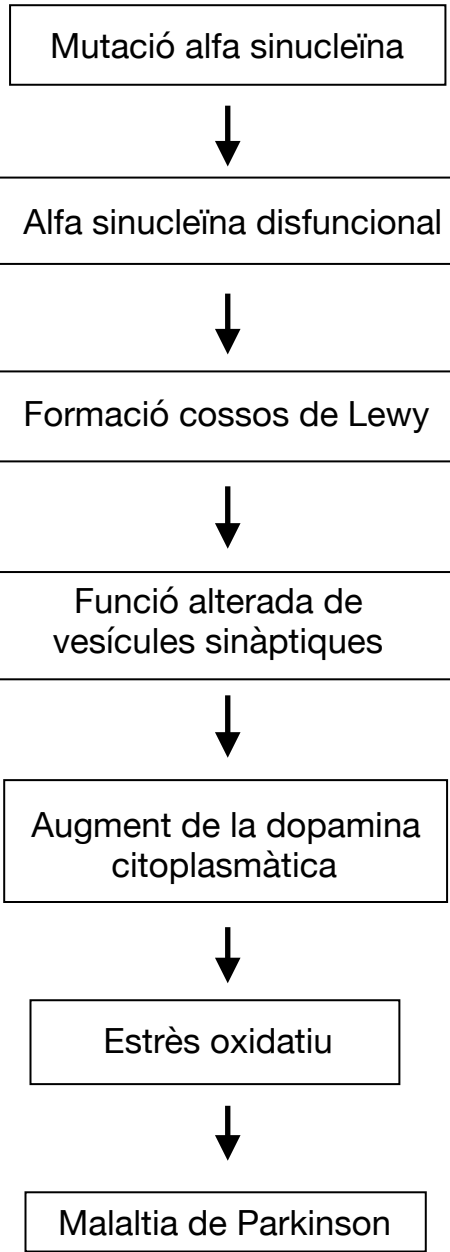 Mutació alfa sinucleïna
Alfa sinucleïna disfuncional
Formació cossos de Lewy
Funció alterada de
vesícules sinàptiques
Augment de la dopamina
citoplasmàtica
Estrès oxidatiu
Malaltia de Parkinson